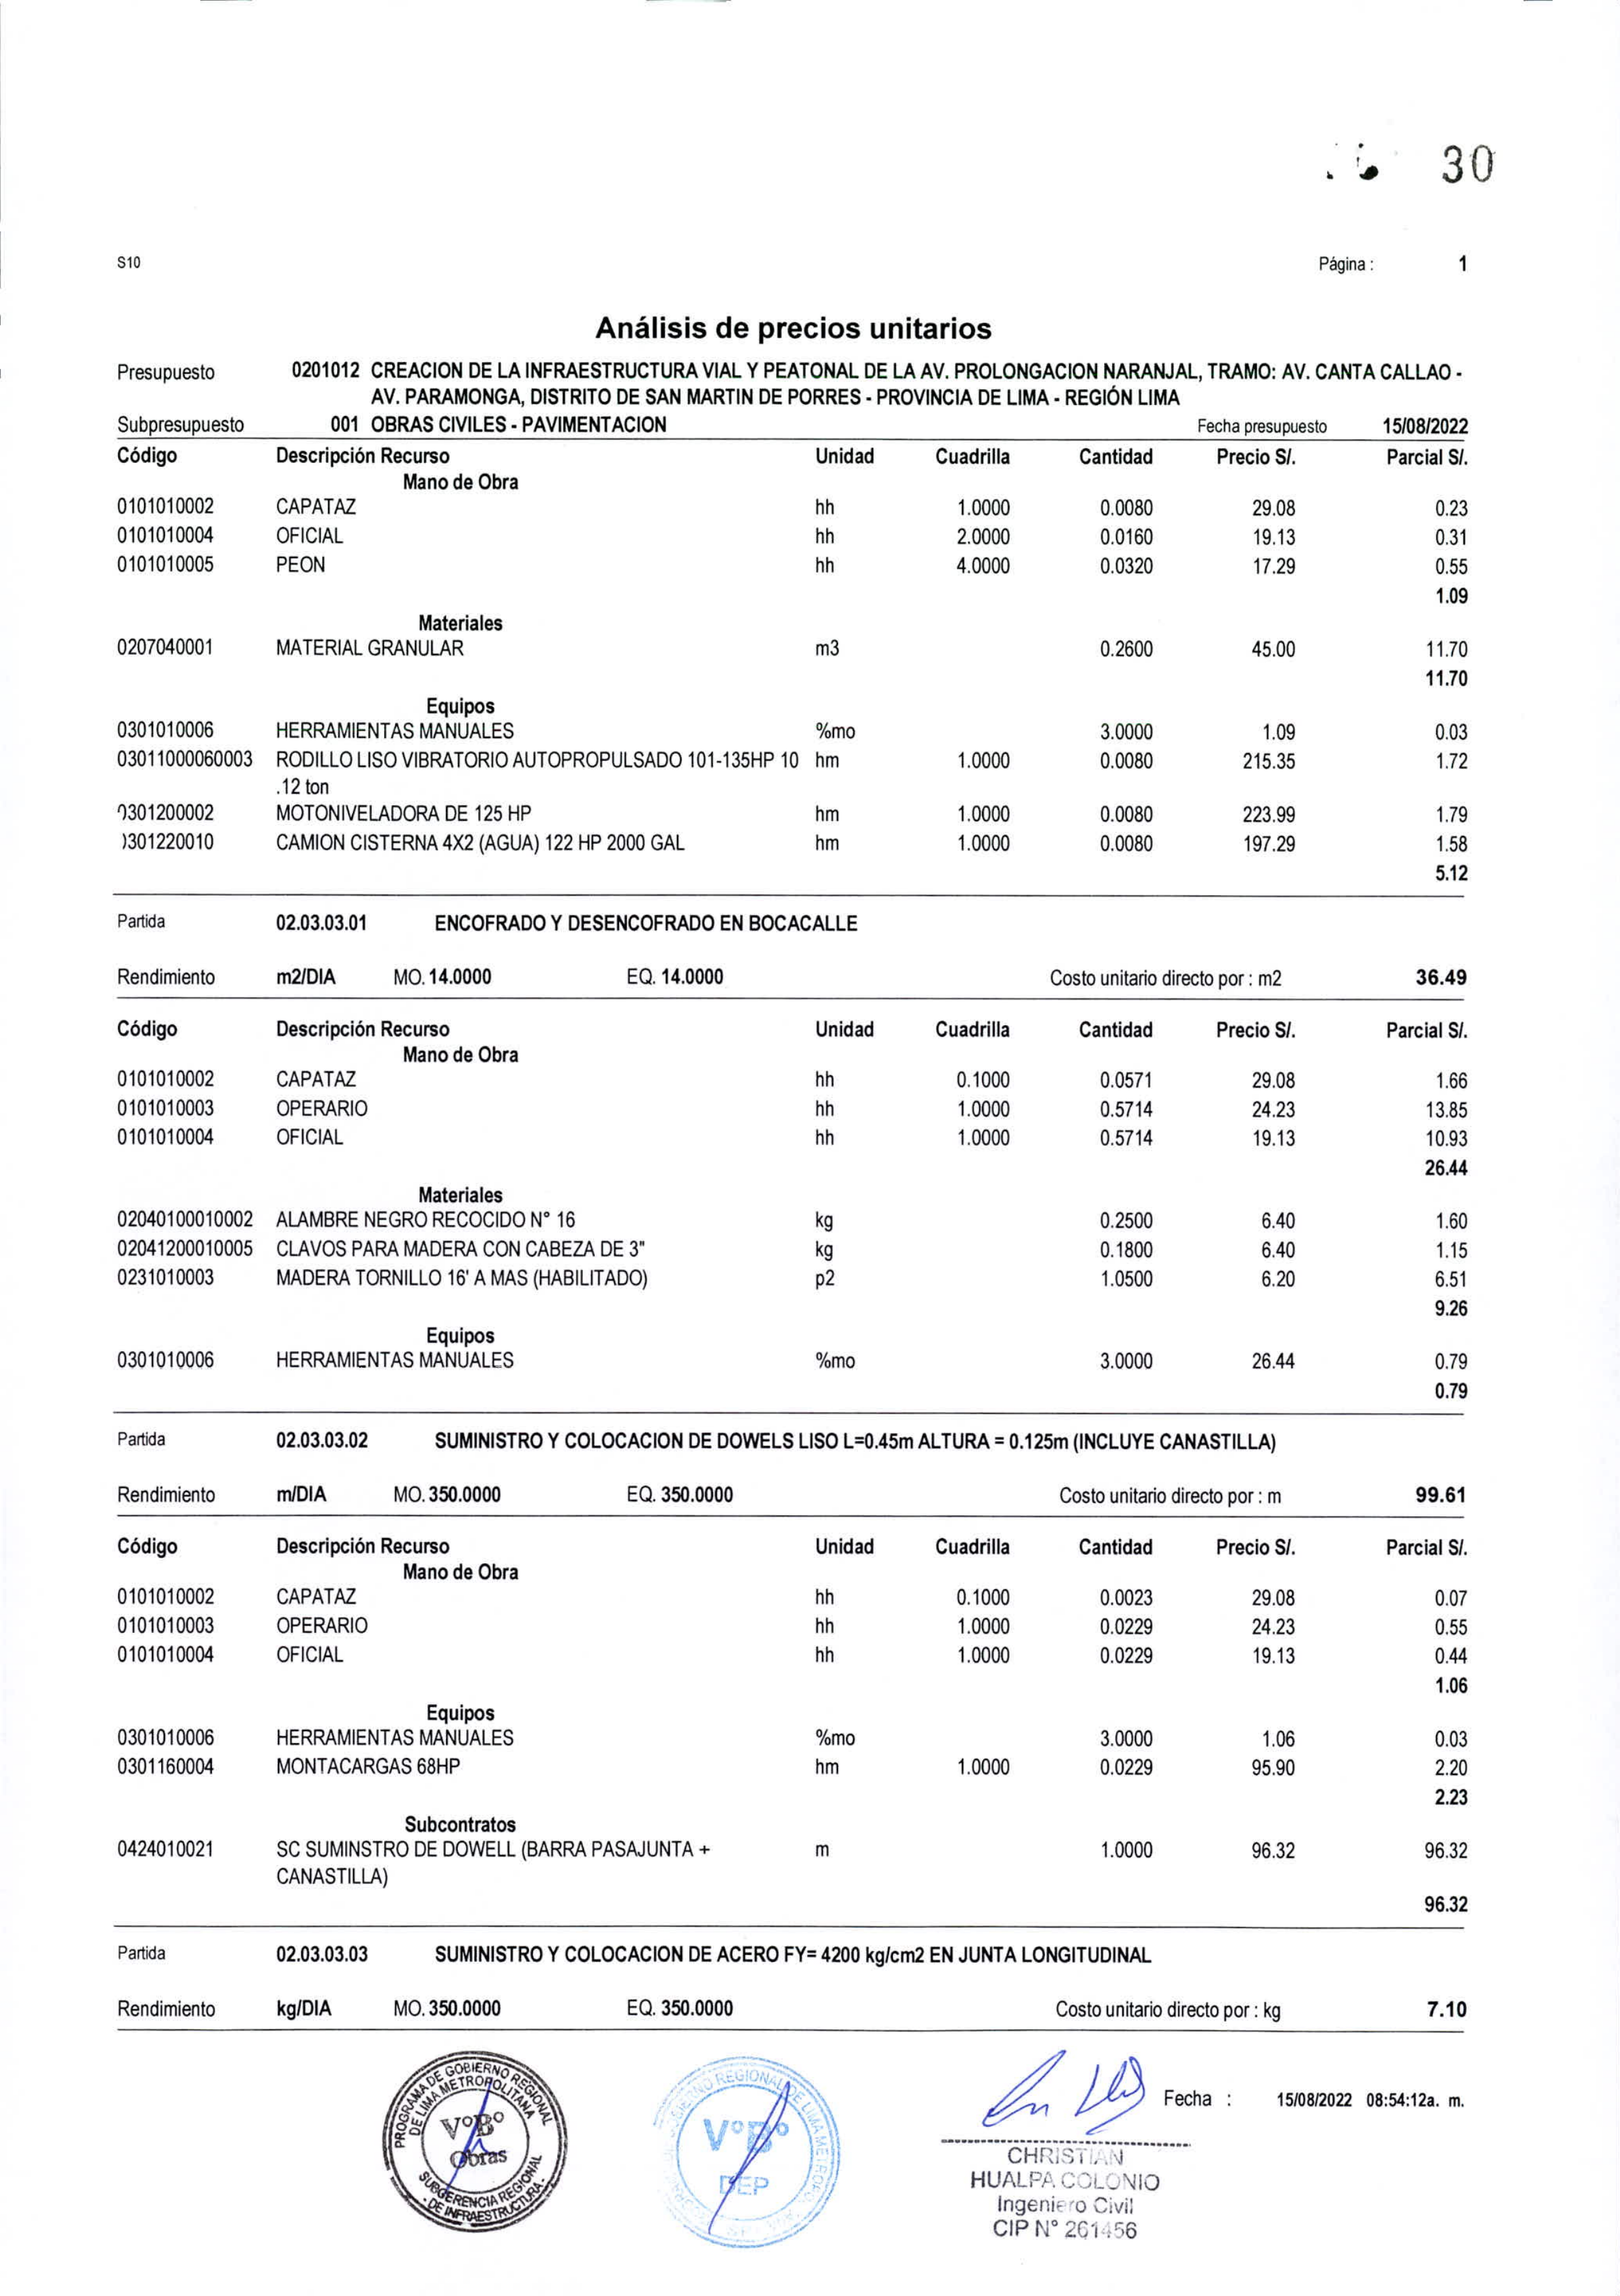 30
S10 Página : 1
Análisis de precios unitarios
Presupuesto 0201012 CREACION DE LA INFRAESTRUCTURA VIAL Y PEATONAL DE LA AV. PROLONGACION NARANJAL, TRAMO: AV. CANTA CALLAO -
AV. PARAMONGA, DISTRITO DE SAN MARTIN DE PORRES - PROVINCIA DE LIMA - REGIÓN LIMA
Subpresupuesto 001 OBRAS CIVILES - PAVIMENTACION Fecha presupuesto 15/08/2022
Código Descripción Recurso Unidad Cuadrilla Cantidad Precio S/. Parcial S/.
Mano de Obra
0101010002 CAPATAZ hh 1.0000 0.0080 29.08 0.23
0101010004 OFICIAL hh 2.0000 0.0160 19.13 0.31
0101010005 PEON hh 4.0000 0.0320 17.29 0.55
1.09
Materiales
0207040001 MATERIAL GRANULAR m3 0.2600 45.00 11.70
11.70
Equipos
0301010006 HERRAMIENTAS MANUALES %mo 3.0000 1.09 0.03
03011000060003 RODILLO LISO VIBRATORIO AUTOPROPULSADO 101-135HP 10 hm 1.0000 0.0080 215.35 1.72
.12 ton
0301200002 MOTONIVELADORA DE 125 HP hm 1.0000 0.0080 223.99 1.79
)301220010 CAMION CISTERNA 4X2 (AGUA) 122 HP 2000 GAL hm 1.0000 0.0080 197.29 1.58
5.12
Partida 02.03.03.01 ENCOFRADO Y DESENCOFRADO EN BOCACALLE
Rendimiento m2/DIA MO. 14.0000 EQ. 14.0000 Costo unitario directo por : m2 36.49
Código Descripción Recurso Unidad Cuadrilla Cantidad Precio S/. Parcial S/.
Mano de Obra
0101010002 CAPATAZ hh 0.1000 0.0571 29.08 1.66
0101010003 OPERARIO hh 1.0000 0.5714 24.23 13.85
0101010004 OFICIAL hh 1.0000 0.5714 19.13 10.93
26.44
Materiales
02040100010002 ALAMBRE NEGRO RECOCIDO N° 16 kg 0.2500 6.40 1.60
02041200010005 CLAVOS PARA MADERA CON CABEZA DE 3" kg 0.1800 6.40 1.15
0231010003 MADERA TORNILLO 16' A MAS (HABILITADO) p2 1.0500 6.20 6.51
9.26
Equipos
0301010006 HERRAMIENTAS MANUALES %mo 3.0000 26.44 0.79
0.79
Partida 02.03.03.02 SUMINISTRO Y COLOCACION DE DOWELS LISO L=0.45m ALTURA = 0.125m (INCLUYE CANASTILLA)
Rendimiento m/DIA MO. 350.0000 EQ. 350.0000 Costo unitario directo por : m 99.61
Código Descripción Recurso Unidad Cuadrilla Cantidad Precio S/. Parcial S/.
Mano de Obra
0101010002 CAPATAZ hh 0.1000 0.0023 29.08 0.07
0101010003 OPERARIO hh 1.0000 0.0229 24.23 0.55
0101010004 OFICIAL hh 1.0000 0.0229 19.13 0.44
1.06
Equipos
0301010006 HERRAMIENTAS MANUALES %mo 3.0000 1.06 0.03
0301160004 MONTACARGAS 68HP hm 1.0000 0.0229 95.90 2.20
2.23
Subcontratos
0424010021 SC SUMINSTRO DE DOWELL (BARRA PASAJUNTA + m 1.0000 96.32 96.32
CANASTILLA)
96.32
Partida 02.03.03.03 SUMINISTRO Y COLOCACION DE ACERO FY= 4200 kg/cm2 EN JUNTA LONGITUDINAL
Rendimiento kg/DIA MO. 350.0000 EQ. 350.0000 Costo unitario directo por : kg 7.10
PROGRAMA DE GOBIERNO REGIONAL
DE LIMA METROPOLITANA
V°B°
Obras
SUBGERENCIA REGIONAL
- DE INFRAESTRUCTURA -
REGIONAL DE LIMA METROPOL
V°B°
DEP
Fecha : 15/08/2022 08:54:12a. m.
CHRISTIAN
HUALPA COLONIO
Ingeniero Civil
CIP N° 261456